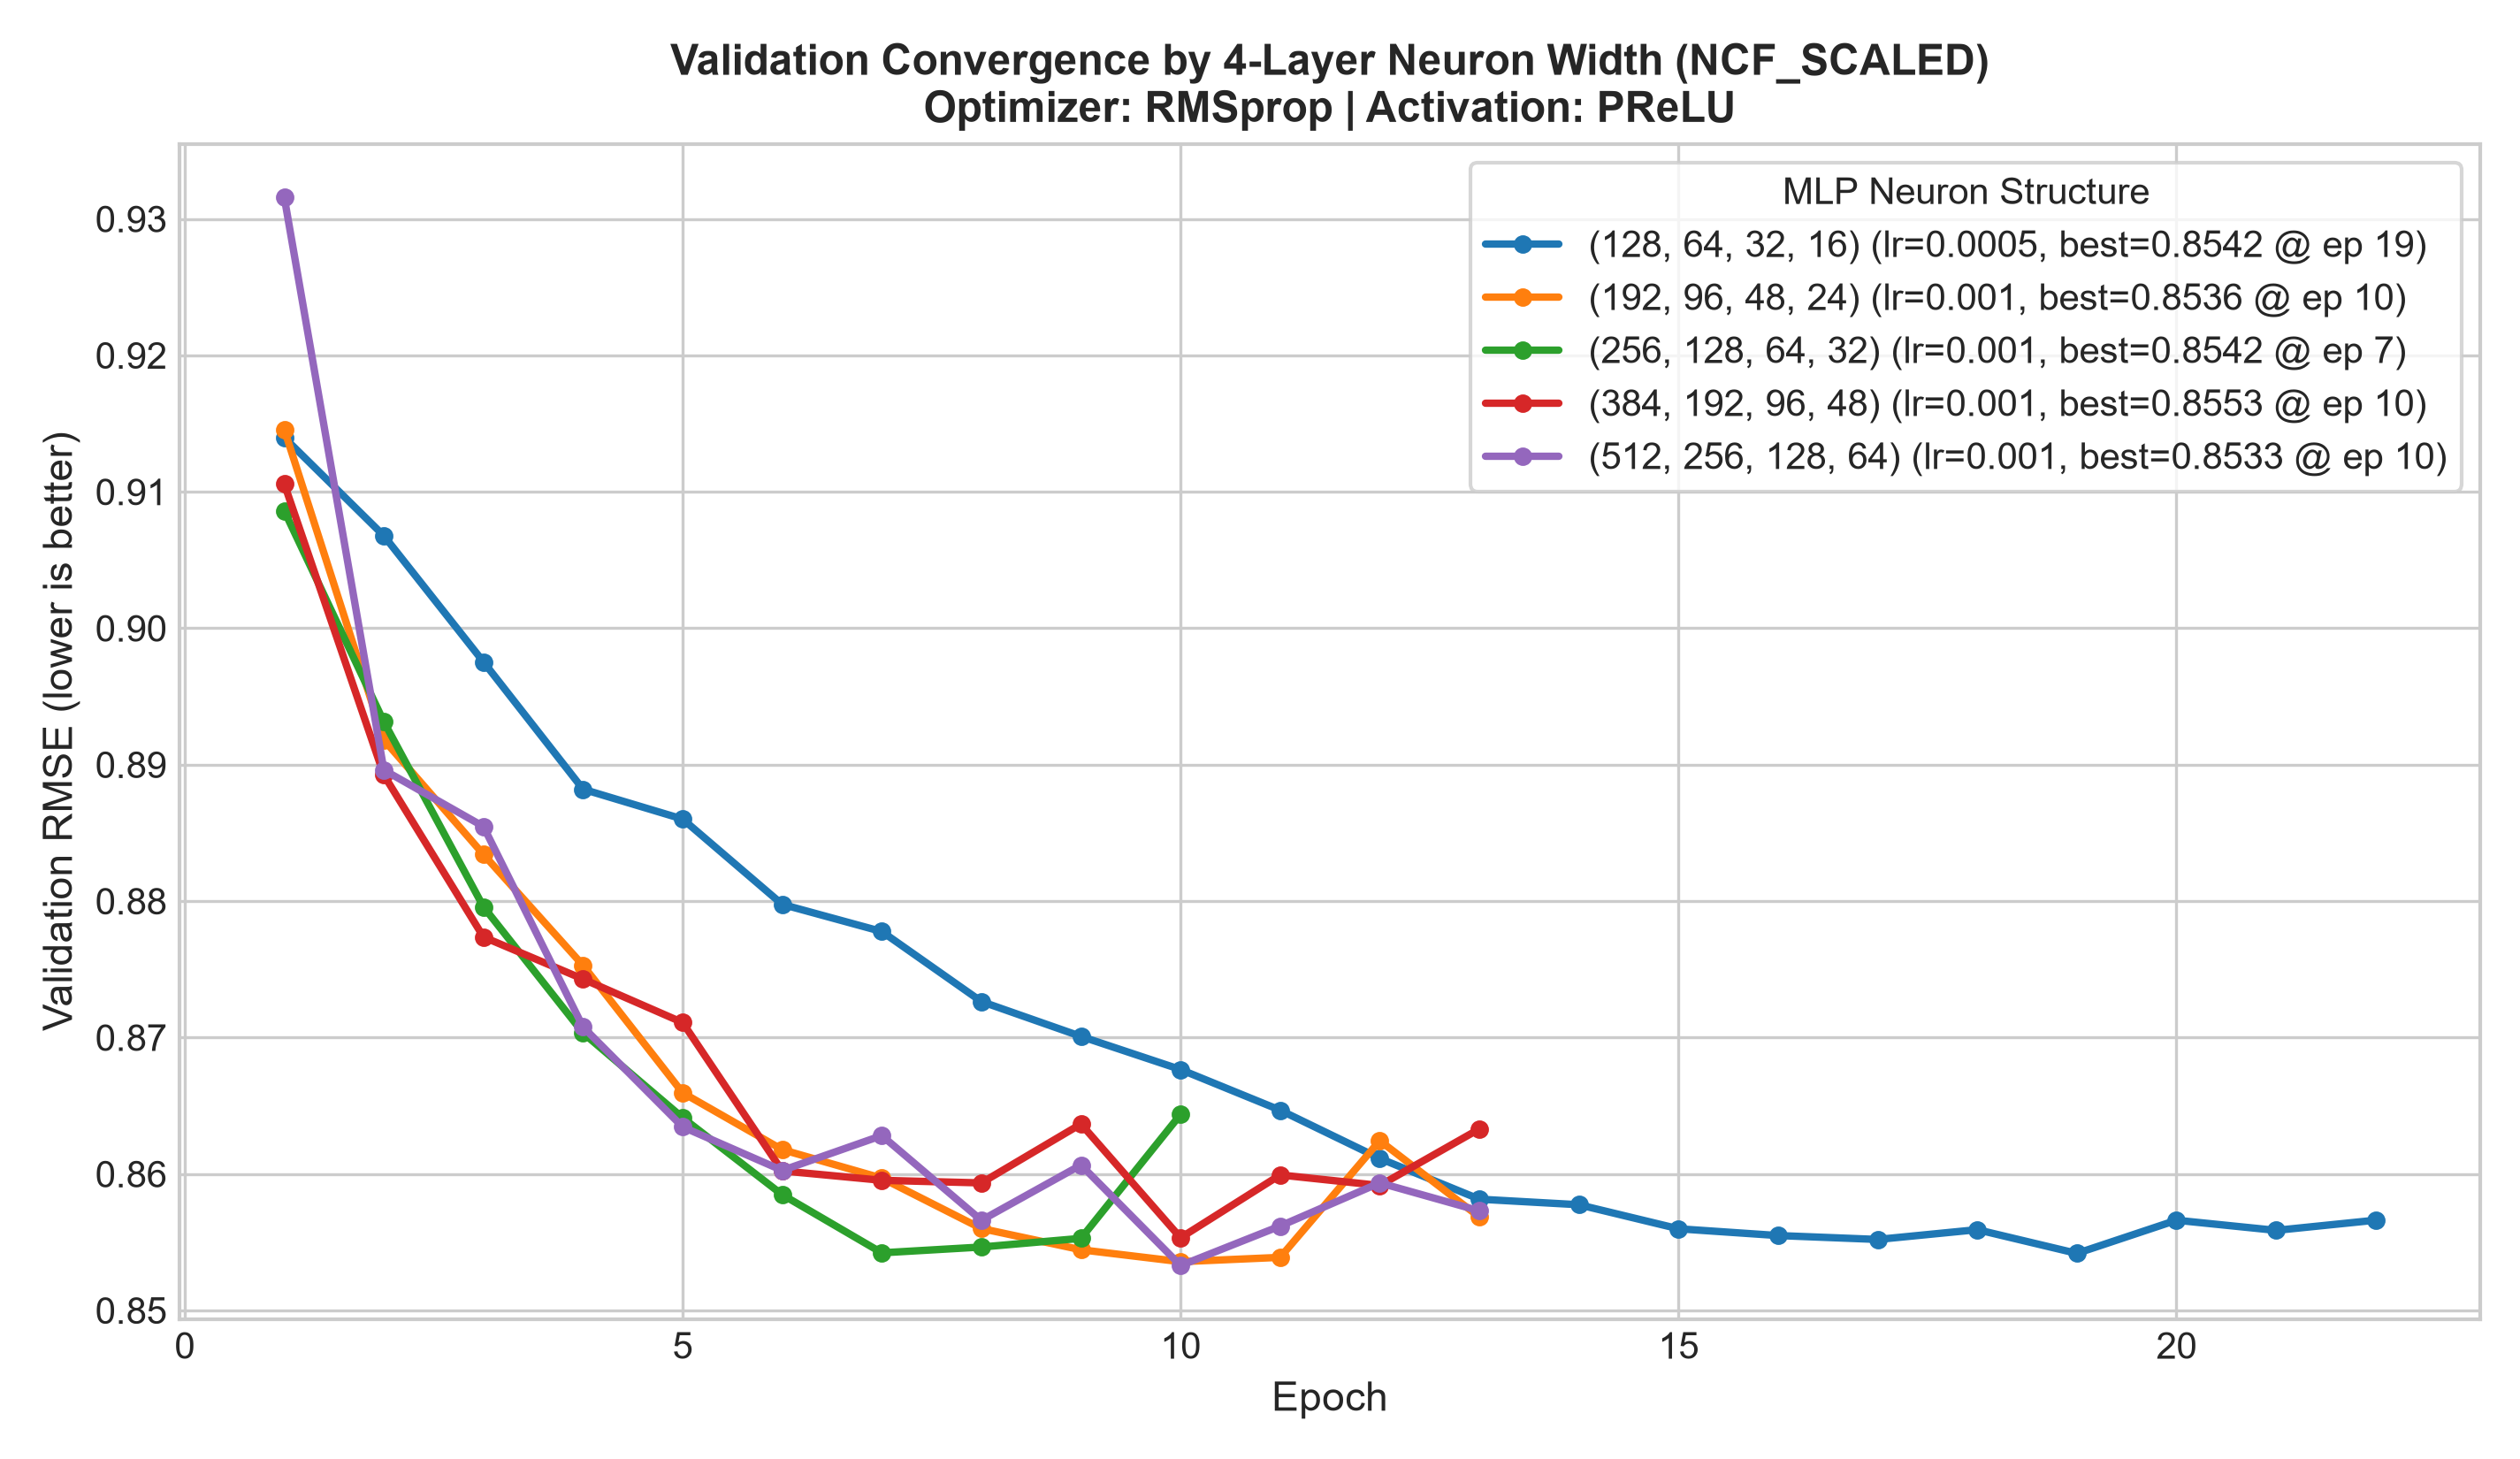 Validation Convergence by 4-Layer Neuron Width (NCF_SCALED)
Optimizer: RMSprop | Activation: PReLU
MLP Neuron Structure
(128, 64, 32, 16) (lr=0.0005, best=0.8542 @ ep 19)
(192, 96, 48, 24) (lr=0.001, best=0.8536 @ ep 10)
(256, 128, 64, 32) (lr=0.001, best=0.8542 @ ep 7)
(384, 192, 96, 48) (lr=0.001, best=0.8553 @ ep 10)
(512, 256, 128, 64) (lr=0.001, best=0.8533 @ ep 10)
Validation RMSE (lower is better)
0.93
0.92
0.91
0.90
0.89
0.88
0.87
0.86
0.85
0
5
10
15
20
Epoch